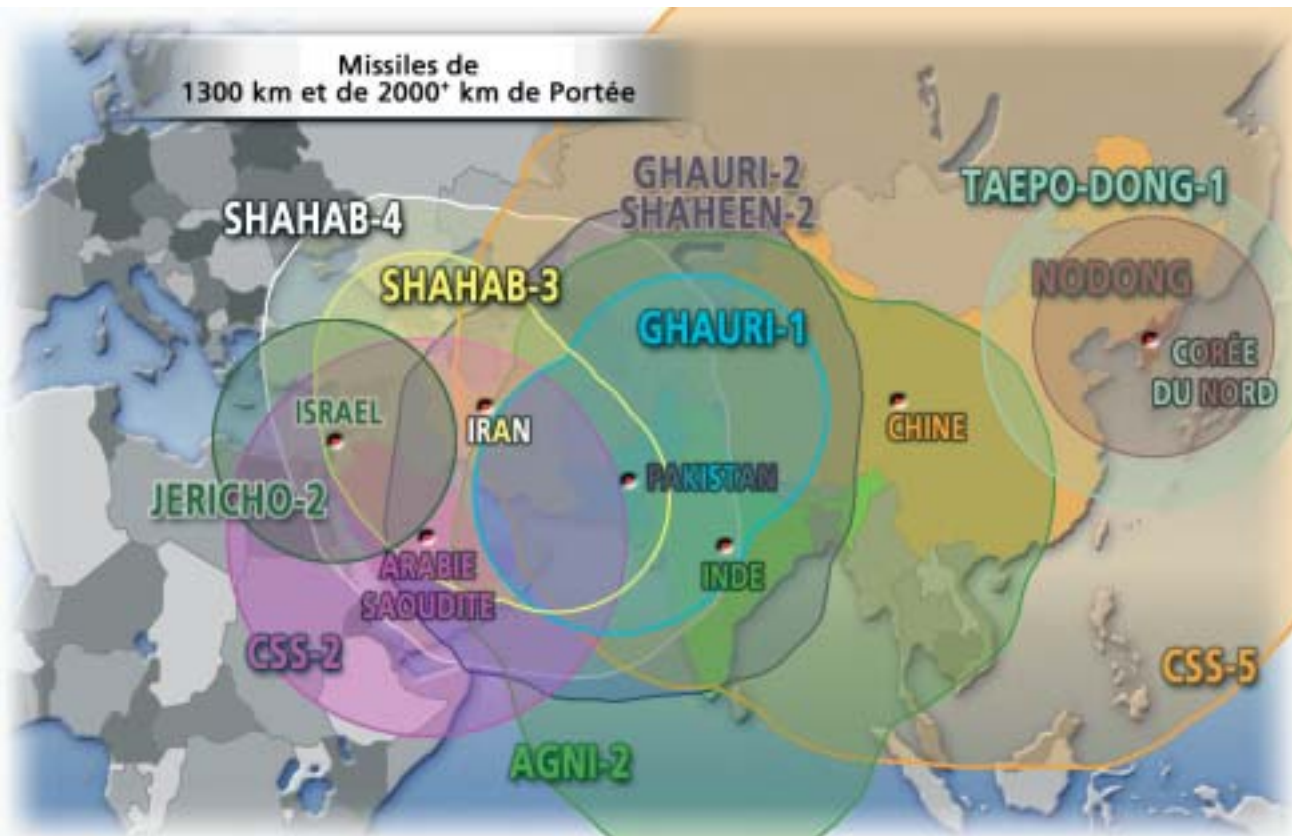 Missiles de
1300 km et de 2000⁺ km de Portée
GHAURI-2
SHAHEEN-2
TAEPO-DONG-1
SHAHAB-4
SHAHAB-3
NODONG
GHAURI-1
CORÉE
DU NORD
ISRAEL
IRAN
CHINE
JERICHO-2
PAKISTAN
ARABIE
SAOUDITE
INDE
CSS-2
CSS-5
AGNI-2